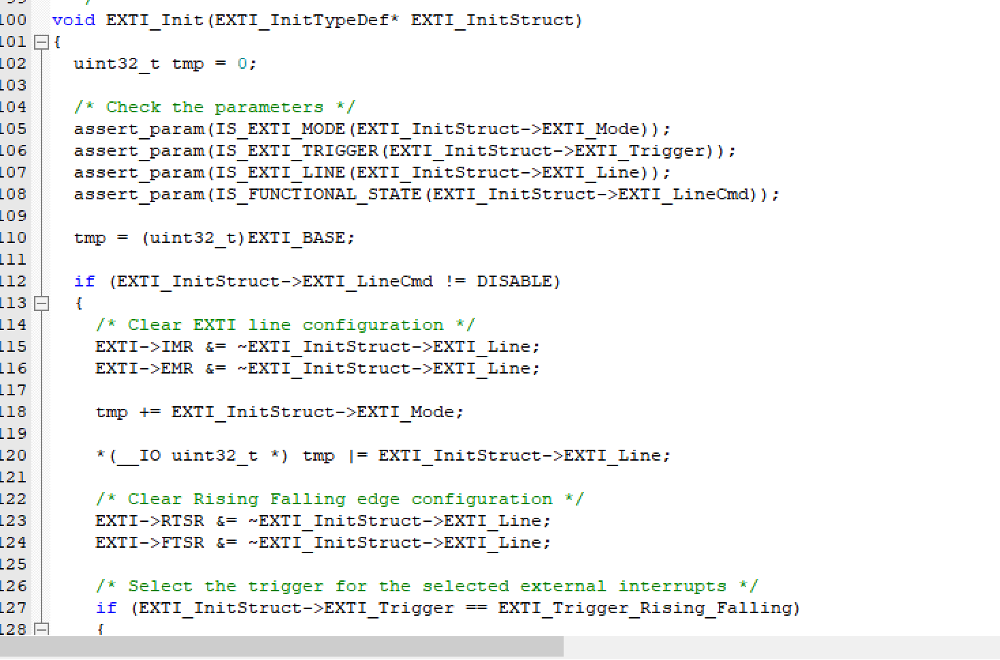 100 void EXTI_Init(EXTI_InitTypeDef* EXTI_InitStruct)
101 {
102   uint32_t tmp = 0;
103
104   /* Check the parameters */
105   assert_param(IS_EXTI_MODE(EXTI_InitStruct->EXTI_Mode));
106   assert_param(IS_EXTI_TRIGGER(EXTI_InitStruct->EXTI_Trigger));
107   assert_param(IS_EXTI_LINE(EXTI_InitStruct->EXTI_Line));
108   assert_param(IS_FUNCTIONAL_STATE(EXTI_InitStruct->EXTI_LineCmd));
109
110   tmp = (uint32_t)EXTI_BASE;
111
112   if (EXTI_InitStruct->EXTI_LineCmd != DISABLE)
113   {
114     /* Clear EXTI line configuration */
115     EXTI->IMR &= ~EXTI_InitStruct->EXTI_Line;
116     EXTI->EMR &= ~EXTI_InitStruct->EXTI_Line;
117
118     tmp += EXTI_InitStruct->EXTI_Mode;
119
120     *(__IO uint32_t *) tmp |= EXTI_InitStruct->EXTI_Line;
121
122     /* Clear Rising Falling edge configuration */
123     EXTI->RTSR &= ~EXTI_InitStruct->EXTI_Line;
124     EXTI->FTSR &= ~EXTI_InitStruct->EXTI_Line;
125
126     /* Select the trigger for the selected external interrupts */
127     if (EXTI_InitStruct->EXTI_Trigger == EXTI_Trigger_Rising_Falling)
128     {